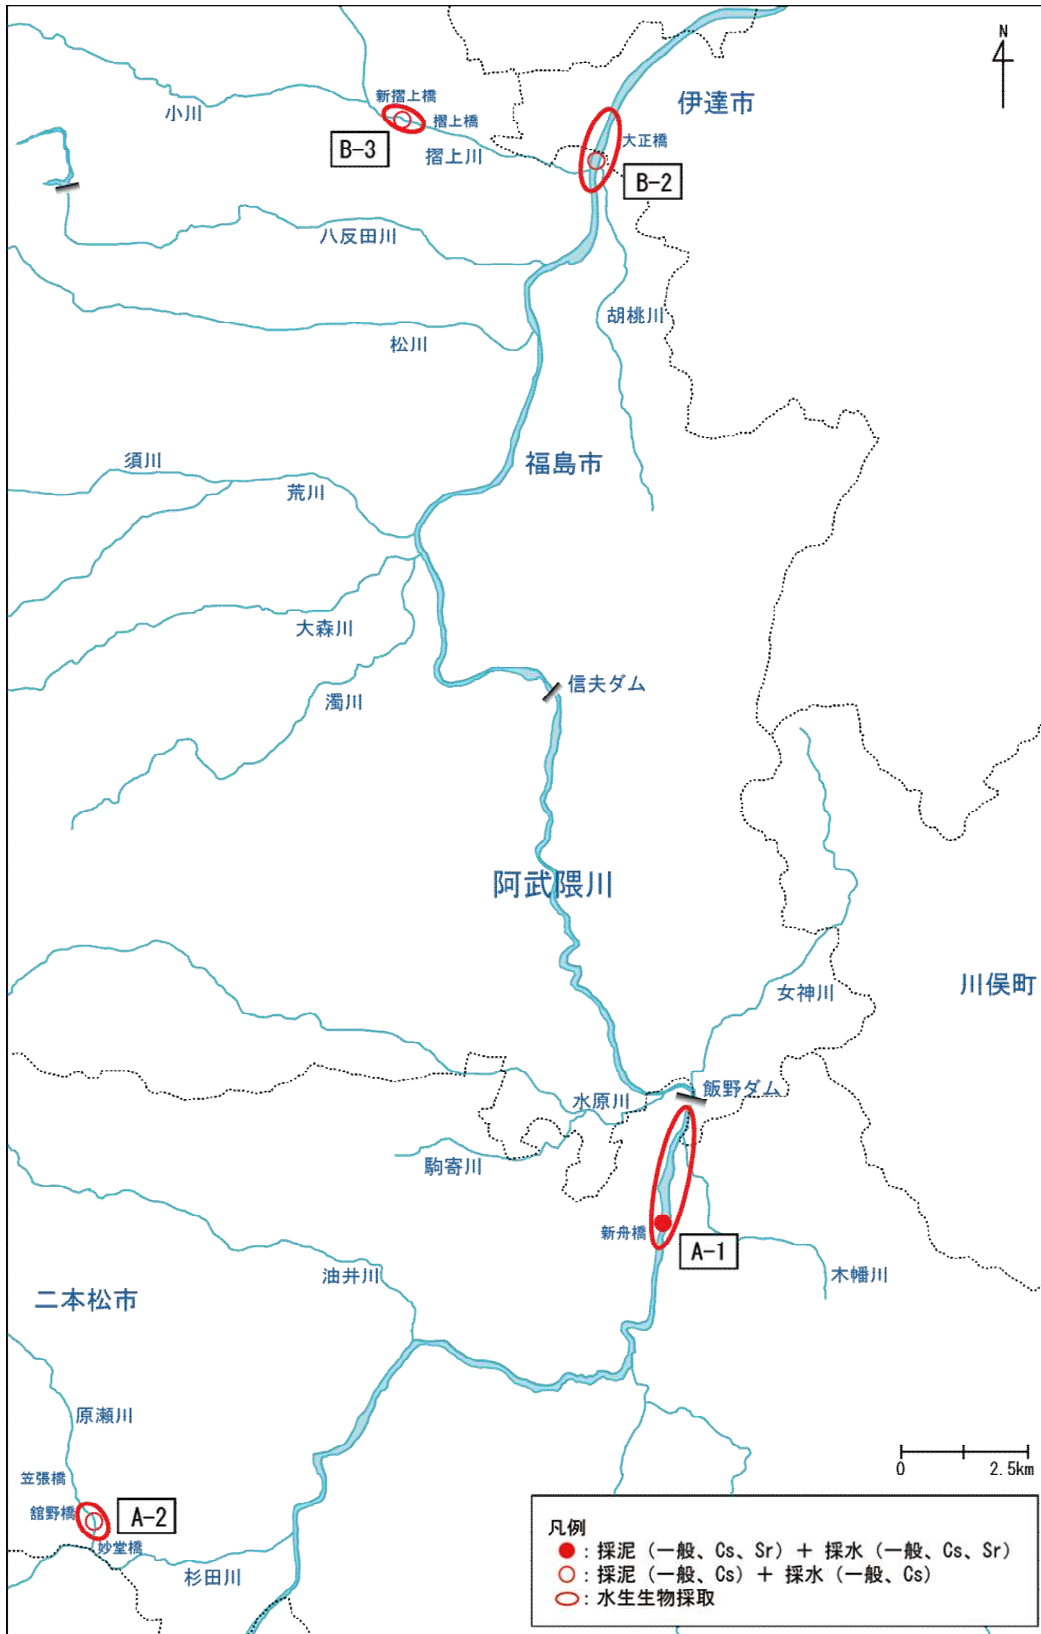 N
伊達市
新摺上橋
小川
摺上橋
大正橋
B-3
摺上川
B-2
八反田川
胡桃川
松川
須川
福島市
荒川
大森川
信夫ダム
濁川
阿武隈川
女神川
川俣町
飯野ダム
水原川
駒寄川
新舟橋
A-1
油井川
木幡川
二本松市
原瀬川
笠張橋
舘野橋
A-2
妙堂橋
杉田川
0 2.5km
凡例
：採泥（一般、Cs、Sr）＋ 採水（一般、Cs、Sr）
：採泥（一般、Cs）＋ 採水（一般、Cs）
：水生生物採取